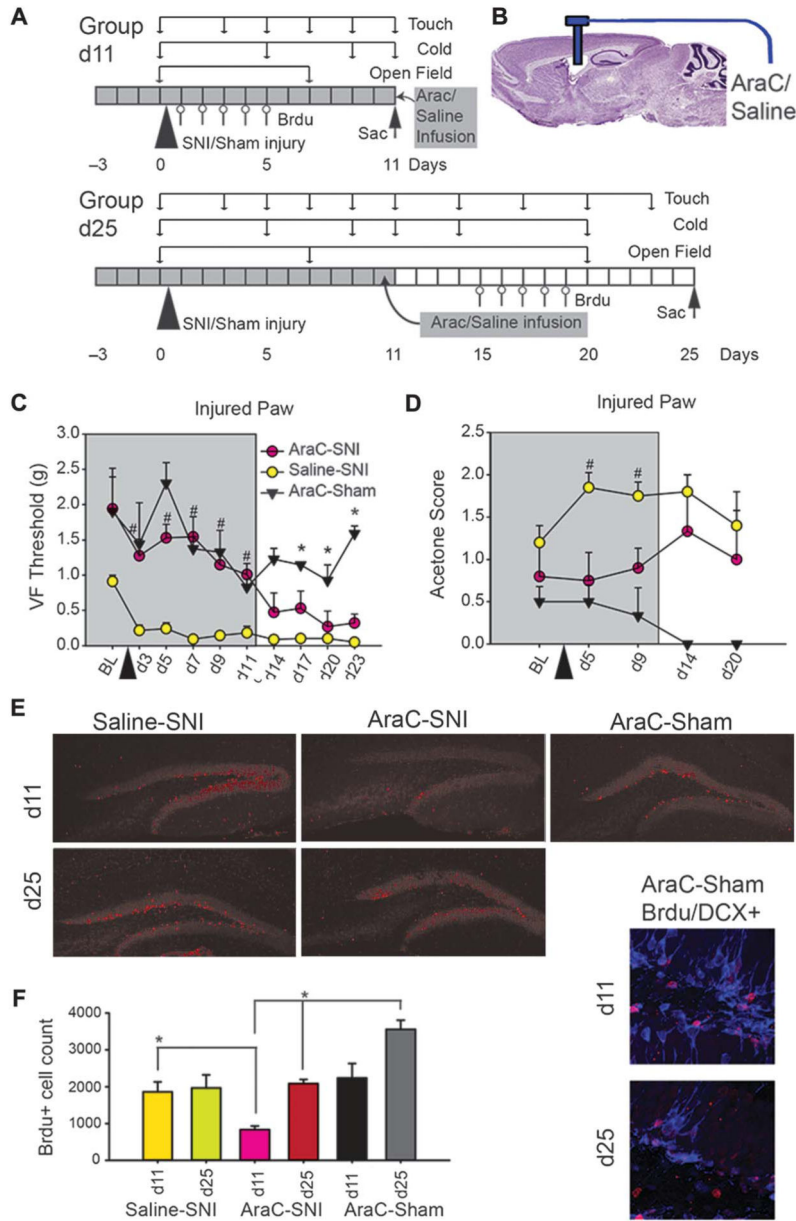 A
Group
d11
Touch
Cold
Open Field
Brdu
Arac/
Saline
Infusion
SNI/Sham injury
Sac
–3 0 5 11 Days
B
AraC/
Saline
Group
d25
Touch
Cold
Open Field
Brdu
SNI/Sham injury
Arac/Saline infusion
Sac
–3 0 5 11 15 20 25 Days
C
Injured Paw
VF Threshold (g)
3.0
2.5
2.0
1.5
1.0
0.5
0.0
AraC-SNI
Saline-SNI
AraC-Sham
# # # # #
* * *
BL d3 d5 d7 d9 d11 d14 d17 d20 d23
D
Injured Paw
Acetone Score
2.5
2.0
1.5
1.0
0.5
0.0
# #
BL d5 d9 d14 d20
E
Saline-SNI AraC-SNI AraC-Sham
d11
d25
AraC-Sham
Brdu/DCX+
d11
d25
F
Brdu+ cell count
4000
3000
2000
1000
0
* *
d11 d25 d11 d25 d11 d25
Saline-SNI AraC-SNI AraC-Sham